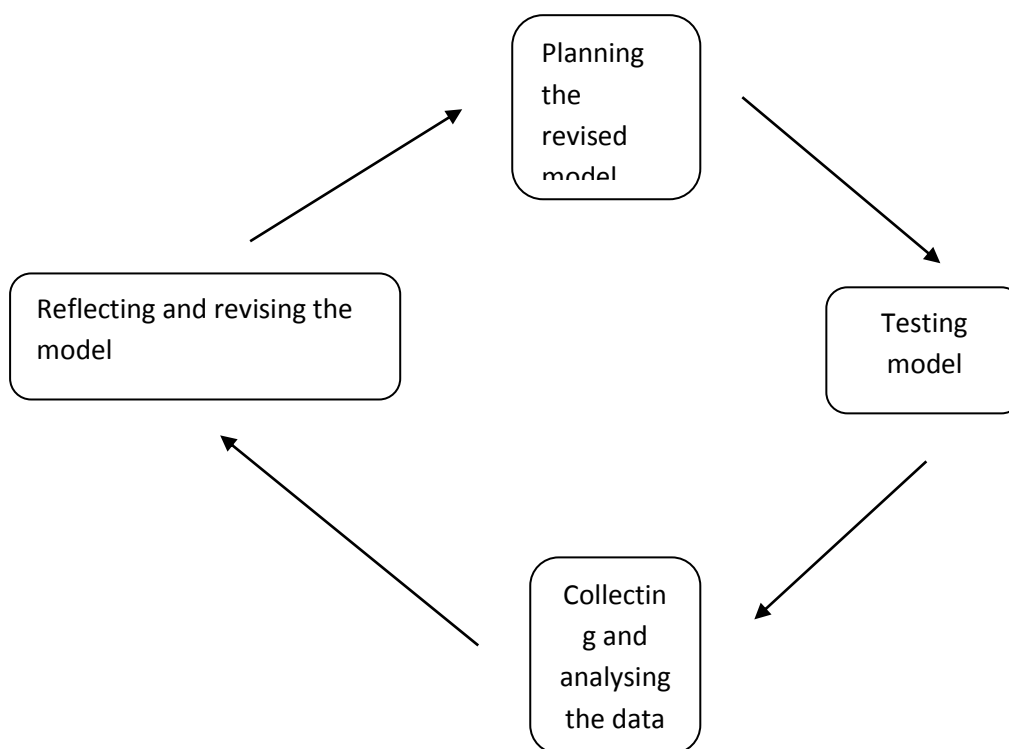 Planning
the
revised
model
Reflecting and revising the
model
Testing
model
Collectin
g and
analysing
the data